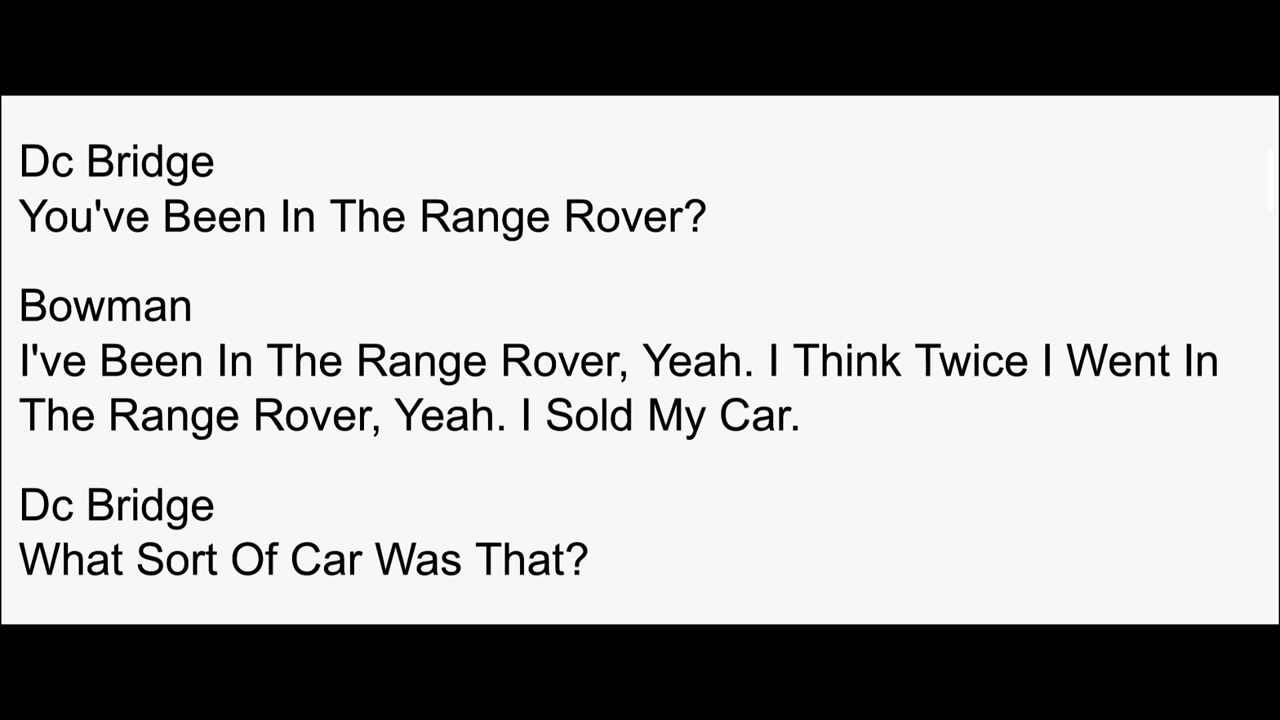 Dc Bridge
You've Been In The Range Rover?
Bowman
I've Been In The Range Rover, Yeah. I Think Twice I Went In
The Range Rover, Yeah. I Sold My Car.
Dc Bridge
What Sort Of Car Was That?